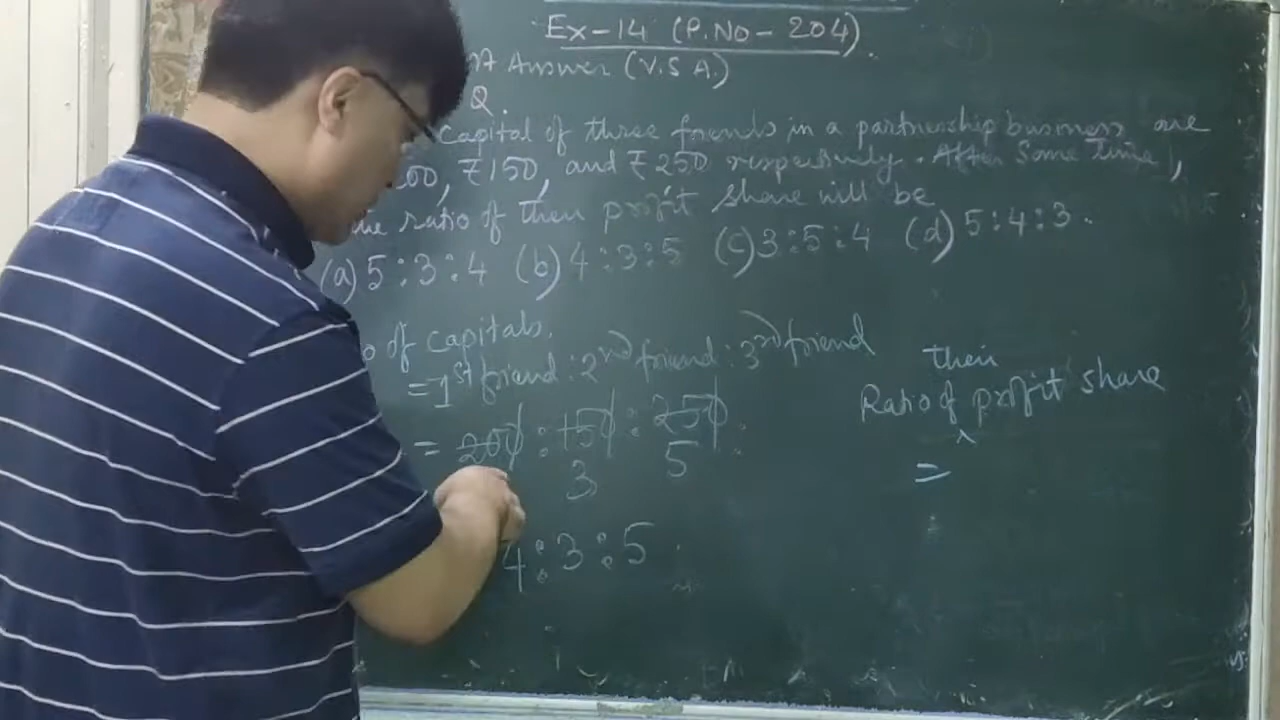 Ex-14 (P.NO-204).
Answer (V.S A.)
Q.
Capital of three friends in a partnership business are
00, ₹150, and ₹250 respectively. After some time,
the ratio of their profit share will be
(a) 5:3:4 (b) 4:3:5 (c) 3:5:4 (d) 5:4:3.
of capitals.
=1st friend : 2nd friend : 3rd friend
= 200 : 150 : 250.
3 5
4:3:5
their
Ratio of profit share
=